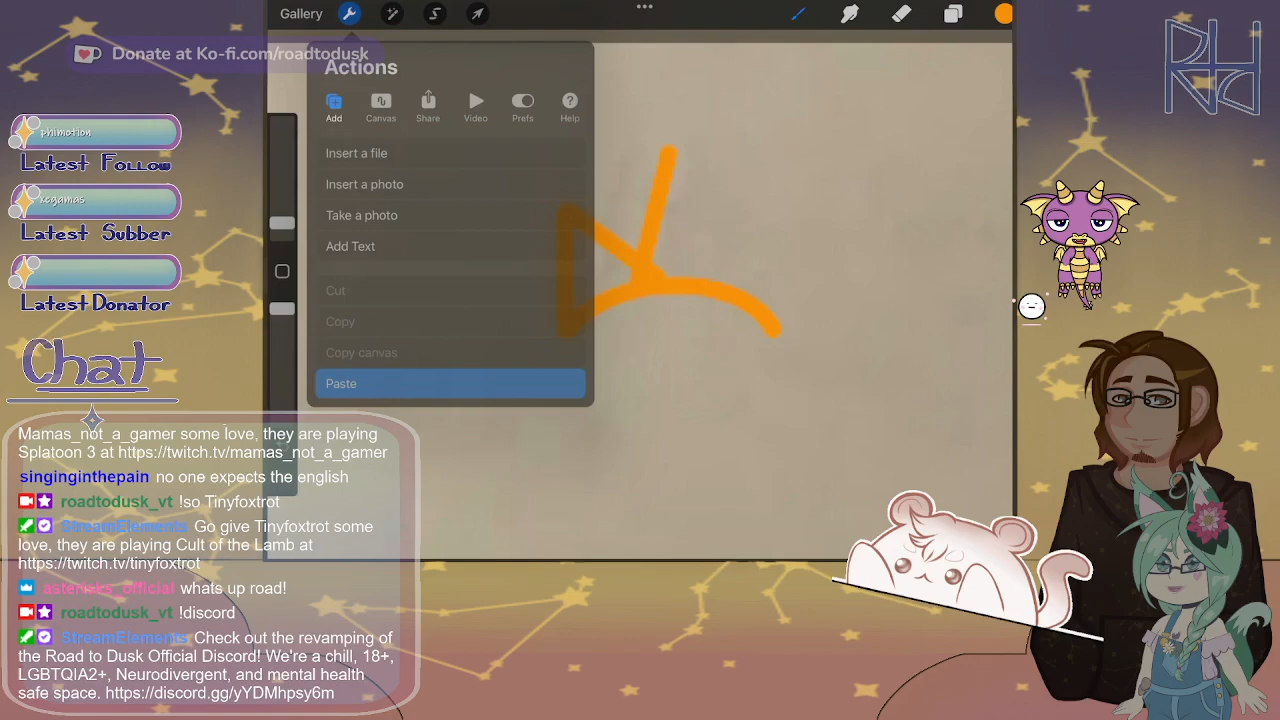 Gallery
Donate at Ko-fi.com/roadtodusk
Actions
Add Canvas Share Video Prefs Help
Insert a file
Insert a photo
Take a photo
Add Text
Cut
Copy
Copy canvas
Paste
phimotion
Latest Follow
xcgamas
Latest Subber
Latest Donator
Chat
Mamas_not_a_gamer some love, they are playing
Splatoon 3 at https://twitch.tv/mamas_not_a_gamer
singinginthepain no one expects the english
roadtodusk_vt !so Tinyfoxtrot
StreamElements Go give Tinyfoxtrot some
love, they are playing Cult of the Lamb at
https://twitch.tv/tinyfoxtrot
asterisks_official whats up road!
roadtodusk_vt !discord
StreamElements Check out the revamping of
the Road to Dusk Official Discord! We're a chill, 18+,
LGBTQIA2+, Neurodivergent, and mental health
safe space. https://discord.gg/yYDMhpsy6m